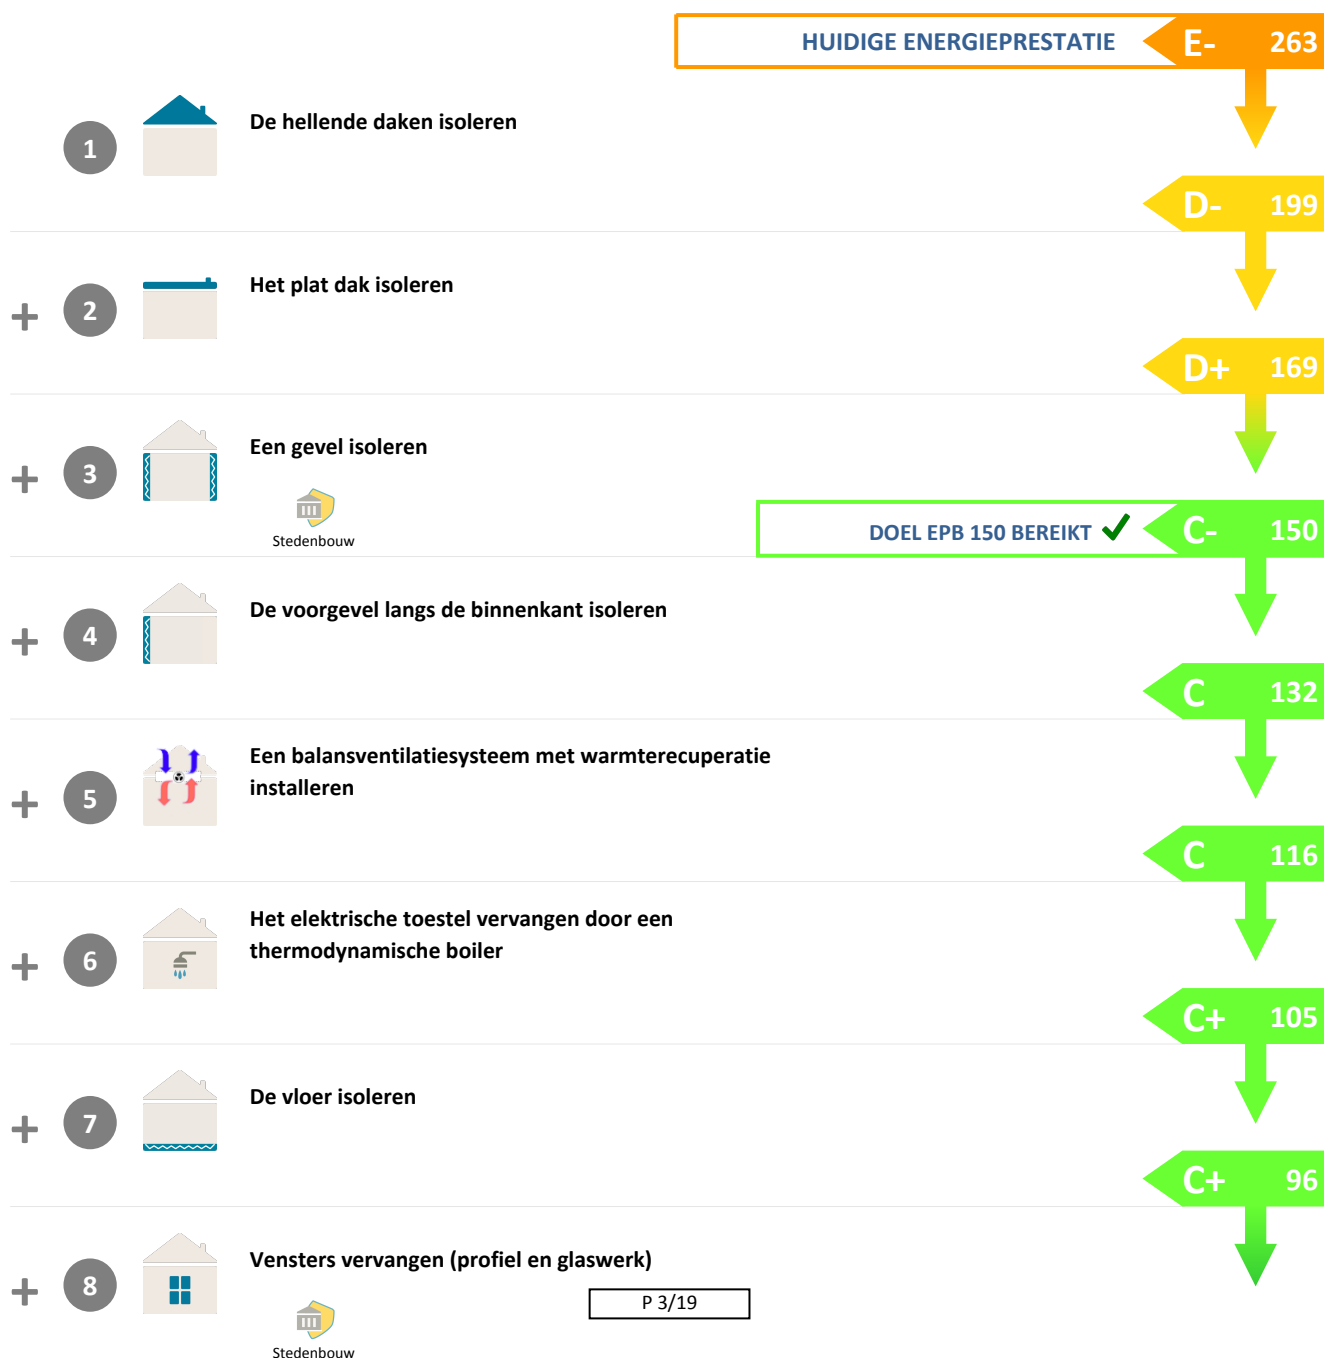 HUIDIGE ENERGIEPRESTATIE E- 263
1 De hellende daken isoleren
D- 199
+ 2 Het plat dak isoleren
D+ 169
+ 3 Een gevel isoleren
Stedenbouw
DOEL EPB 150 BEREIKT ✓ C- 150
+ 4 De voorgevel langs de binnenkant isoleren
C 132
+ 5 Een balansventilatiesysteem met warmterecuperatie
installeren
C 116
+ 6 Het elektrische toestel vervangen door een
thermodynamische boiler
C+ 105
+ 7 De vloer isoleren
C+ 96
+ 8 Vensters vervangen (profiel en glaswerk)
P 3/19
Stedenbouw